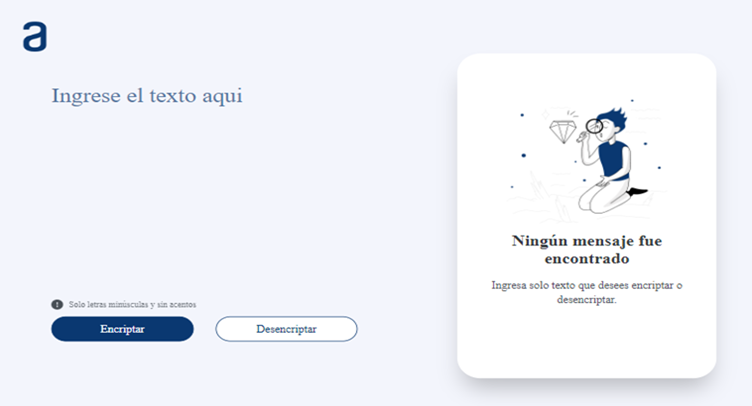 a
Ingrese el texto aqui
Solo letras minúsculas y sin acentos
Encriptar
Desencriptar
Ningún mensaje fue
encontrado
Ingresa solo texto que desees encriptar o
desencriptar.